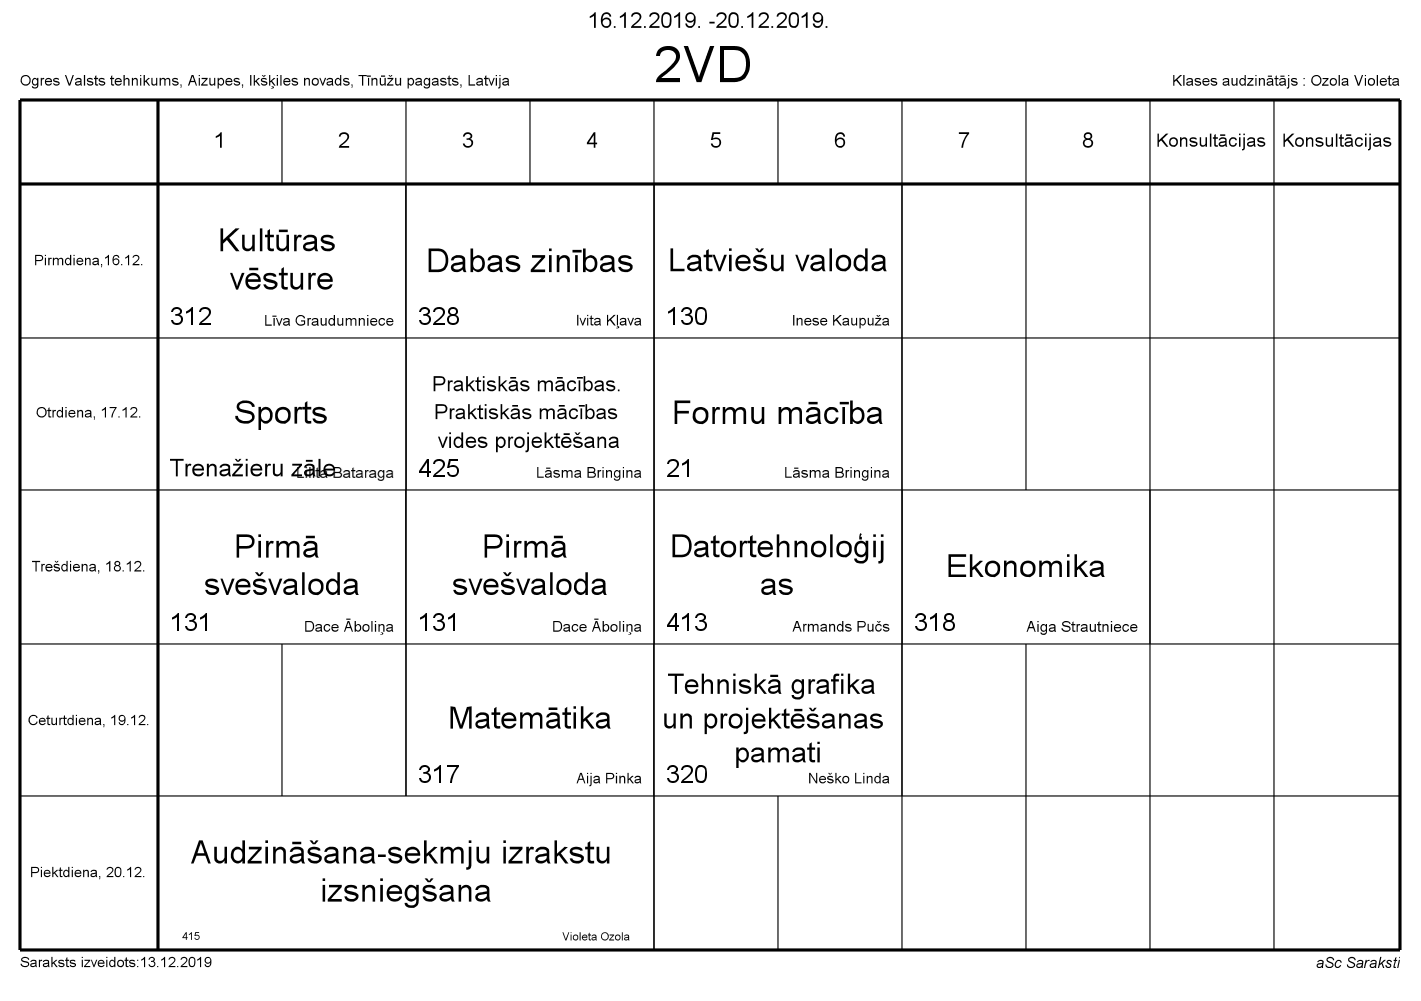 16.12.2019. -20.12.2019.
2VD
Ogres Valsts tehnikums, Aizupes, Ikšķiles novads, Tīnūžu pagasts, Latvija
Klases audzinātājs : Ozola Violeta
1 2 3 4 5 6 7 8 Konsultācijas Konsultācijas
Pirmdiena,16.12.
Kultūras
vēsture
312 Līva Graudumniece
Dabas zinības
328 Ivita Kļava
Latviešu valoda
130 Inese Kaupuža
Otrdiena, 17.12.
Sports
Trenažieru zāle Lilita Bataraga
Praktiskās mācības.
Praktiskās mācības
vides projektēšana
425 Lāsma Bringina
Formu mācība
21 Lāsma Bringina
Trešdiena, 18.12.
Pirmā
svešvaloda
131 Dace Āboliņa
Pirmā
svešvaloda
131 Dace Āboliņa
Datortehnoloģij
as
413 Armands Pučs
Ekonomika
318 Aiga Strautniece
Ceturtdiena, 19.12.
Matemātika
317 Aija Pinka
Tehniskā grafika
un projektēšanas
pamati
320 Neško Linda
Piektdiena, 20.12.
Audzināšana-sekmju izrakstu
izsniegšana
415 Violeta Ozola
Saraksts izveidots:13.12.2019
aSc Saraksti